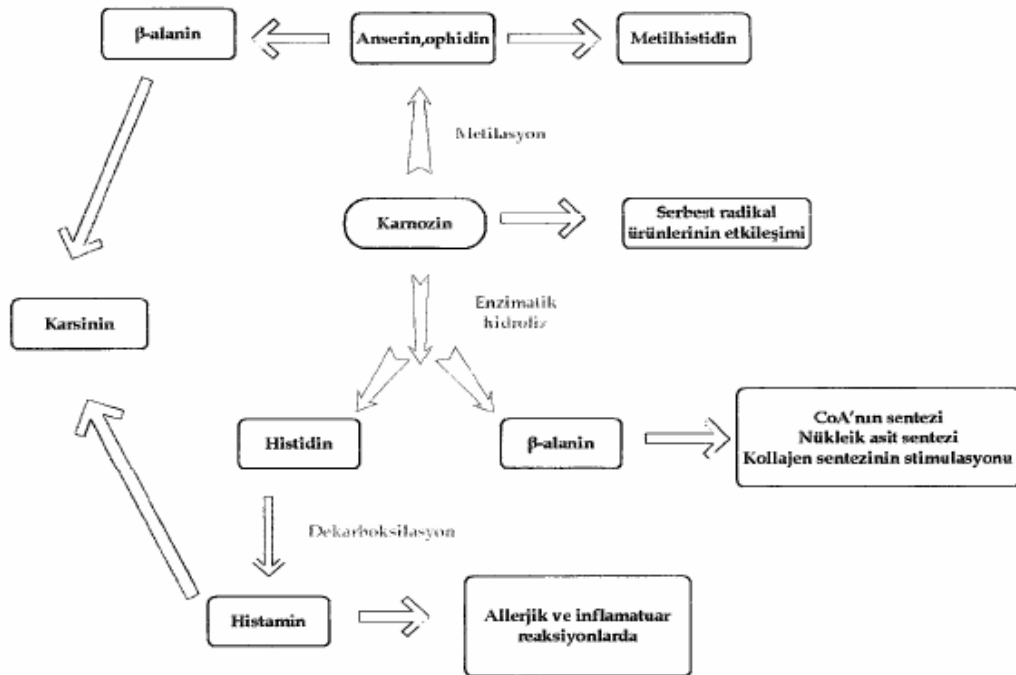 β-alanin
Anserin,ophidin
Metilhistidin
Metilasyon
Karnozin
Serbest radikal
ürünlerinin etkileşimi
Enzimatik
hidroliz
Karsinin
Histidin
β-alanin
CoA'nın sentezi
Nükleik asit sentezi
Kollajen sentezinin stimulasyonu
Dekarboksilasyon
Histamin
Allerjik ve inflamatuar
reaksiyonlarda